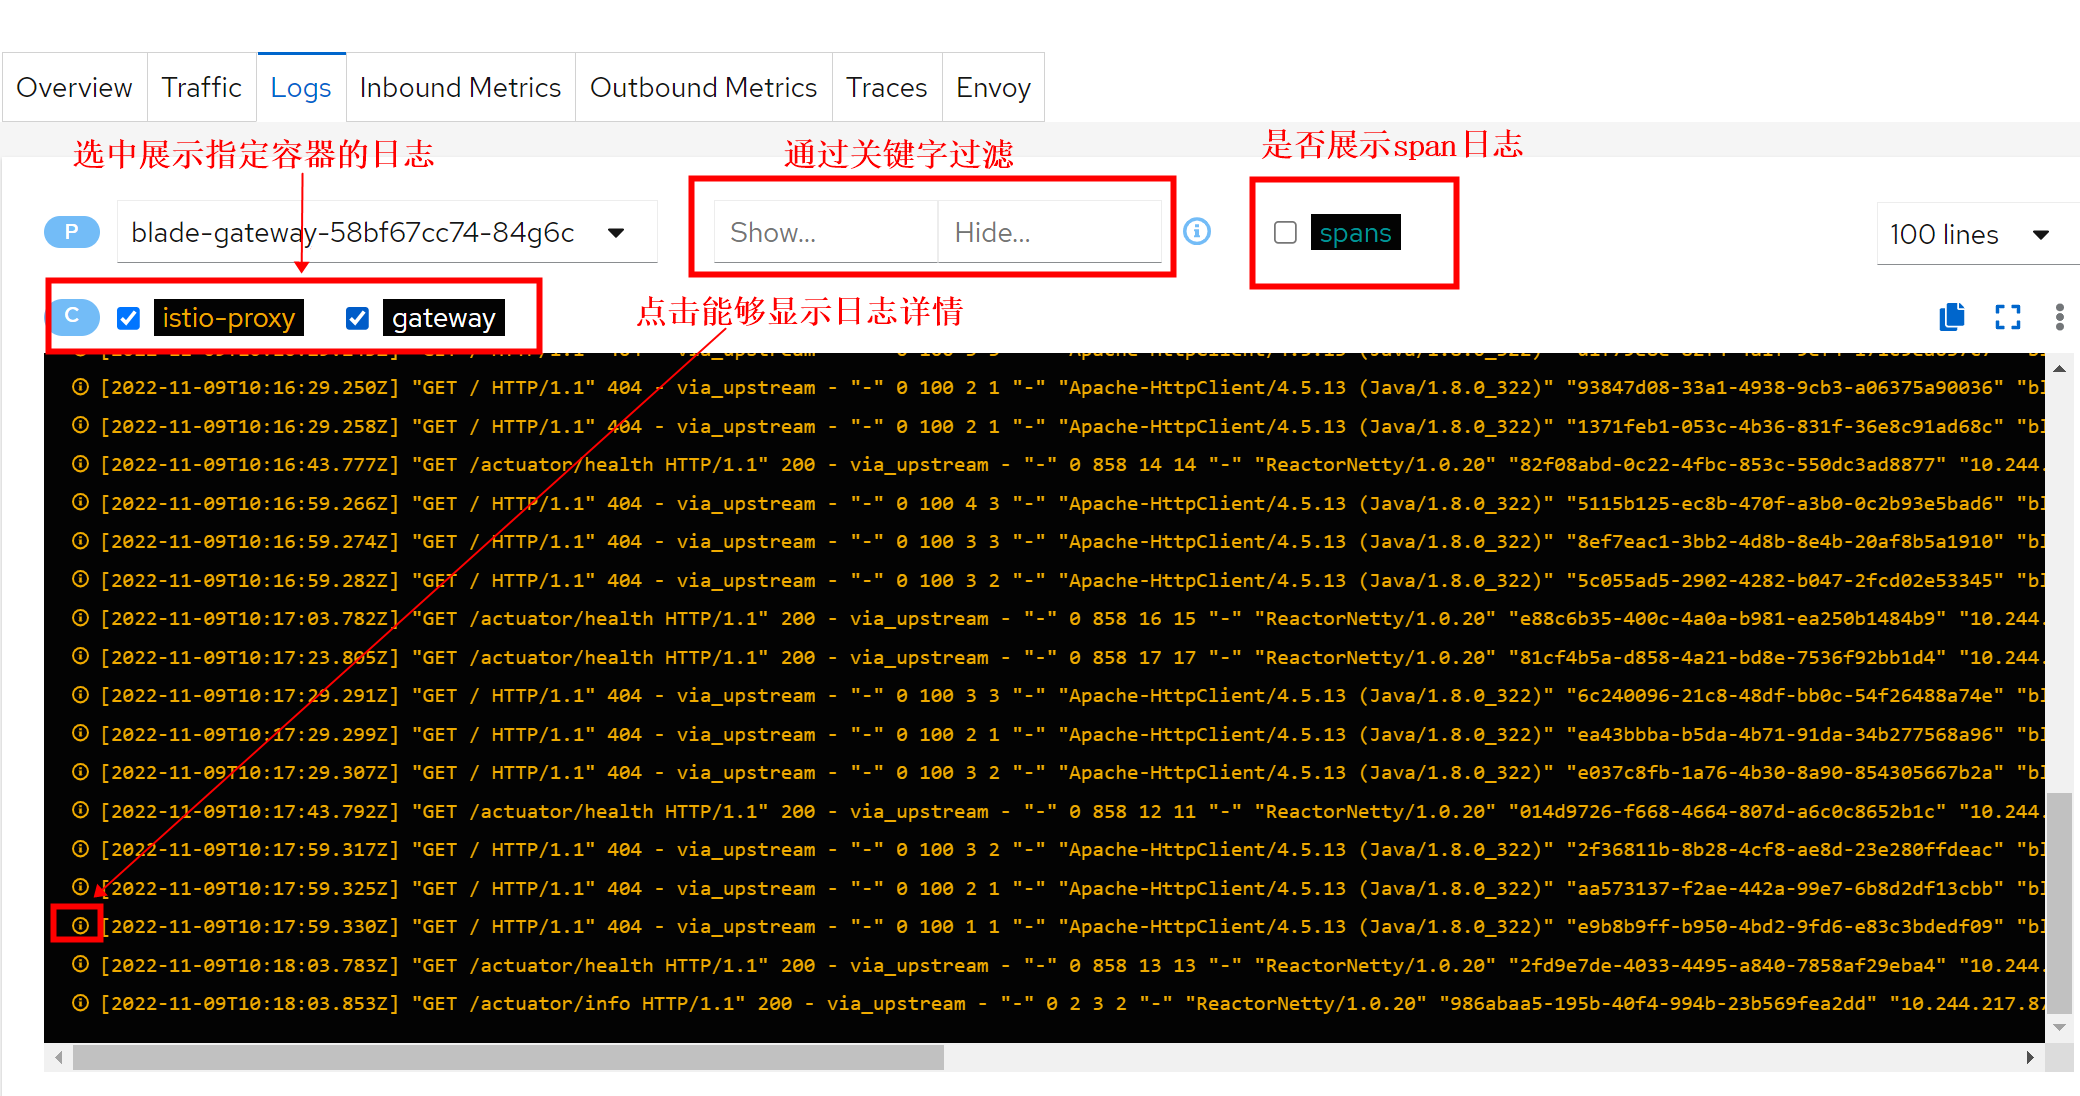 Overview Traffic Logs Inbound Metrics Outbound Metrics Traces Envoy
选中展示指定容器的日志 通过关键字过滤 是否展示span日志
P blade-gateway-58bf67cc74-84g6c Show... Hide... spans 100 lines
C istio-proxy gateway 点击能够显示日志详情
[2022-11-09T10:16:29.250Z] "GET / HTTP/1.1" 404 - via_upstream - "-" 0 100 2 1 "-" "Apache-HttpClient/4.5.13 (Java/1.8.0_322)" "93847d08-33a1-4938-9cb3-a06375a90036" "bl
[2022-11-09T10:16:29.258Z] "GET / HTTP/1.1" 404 - via_upstream - "-" 0 100 2 1 "-" "Apache-HttpClient/4.5.13 (Java/1.8.0_322)" "1371feb1-053c-4b36-831f-36e8c91ad68c" "bl
[2022-11-09T10:16:43.777Z] "GET /actuator/health HTTP/1.1" 200 - via_upstream - "-" 0 858 14 14 "-" "ReactorNetty/1.0.20" "82f08abd-0c22-4fbc-853c-550dc3ad8877" "10.244.
[2022-11-09T10:16:59.266Z] "GET / HTTP/1.1" 404 - via_upstream - "-" 0 100 4 3 "-" "Apache-HttpClient/4.5.13 (Java/1.8.0_322)" "5115b125-ec8b-470f-a3b0-0c2b93e5bad6" "bl
[2022-11-09T10:16:59.274Z] "GET / HTTP/1.1" 404 - via_upstream - "-" 0 100 3 3 "-" "Apache-HttpClient/4.5.13 (Java/1.8.0_322)" "8ef7eac1-3bb2-4d8b-8e4b-20af8b5a1910" "bl
[2022-11-09T10:16:59.282Z] "GET / HTTP/1.1" 404 - via_upstream - "-" 0 100 3 2 "-" "Apache-HttpClient/4.5.13 (Java/1.8.0_322)" "5c055ad5-2902-4282-b047-2fcd02e53345" "bl
[2022-11-09T10:17:03.782Z] "GET /actuator/health HTTP/1.1" 200 - via_upstream - "-" 0 858 16 15 "-" "ReactorNetty/1.0.20" "e88c6b35-400c-4a0a-b981-ea250b1484b9" "10.244.
[2022-11-09T10:17:23.805Z] "GET /actuator/health HTTP/1.1" 200 - via_upstream - "-" 0 858 17 17 "-" "ReactorNetty/1.0.20" "81cf4b5a-d858-4a21-bd8e-7536f92bb1d4" "10.244.
[2022-11-09T10:17:29.291Z] "GET / HTTP/1.1" 404 - via_upstream - "-" 0 100 3 3 "-" "Apache-HttpClient/4.5.13 (Java/1.8.0_322)" "6c240096-21c8-48df-bb0c-54f26488a74e" "bl
[2022-11-09T10:17:29.299Z] "GET / HTTP/1.1" 404 - via_upstream - "-" 0 100 2 1 "-" "Apache-HttpClient/4.5.13 (Java/1.8.0_322)" "ea43bbba-b5da-4b71-91da-34b277568a96" "bl
[2022-11-09T10:17:29.307Z] "GET / HTTP/1.1" 404 - via_upstream - "-" 0 100 3 2 "-" "Apache-HttpClient/4.5.13 (Java/1.8.0_322)" "e037c8fb-1a76-4b30-8a90-854305667b2a" "bl
[2022-11-09T10:17:43.792Z] "GET /actuator/health HTTP/1.1" 200 - via_upstream - "-" 0 858 12 11 "-" "ReactorNetty/1.0.20" "014d9726-f668-4664-807d-a6c0c8652b1c" "10.244.
[2022-11-09T10:17:59.317Z] "GET / HTTP/1.1" 404 - via_upstream - "-" 0 100 3 2 "-" "Apache-HttpClient/4.5.13 (Java/1.8.0_322)" "2f36811b-8b28-4cf8-ae8d-23e280ffdeac" "bl
[2022-11-09T10:17:59.325Z] "GET / HTTP/1.1" 404 - via_upstream - "-" 0 100 2 1 "-" "Apache-HttpClient/4.5.13 (Java/1.8.0_322)" "aa573137-f2ae-442a-99e7-6b8d2df13cbb" "bl
[2022-11-09T10:17:59.330Z] "GET / HTTP/1.1" 404 - via_upstream - "-" 0 100 1 1 "-" "Apache-HttpClient/4.5.13 (Java/1.8.0_322)" "e9b8b9ff-b950-4bd2-9fd6-e83c3bdedf09" "bl
[2022-11-09T10:18:03.783Z] "GET /actuator/health HTTP/1.1" 200 - via_upstream - "-" 0 858 13 13 "-" "ReactorNetty/1.0.20" "2fd9e7de-4033-4495-a840-7858af29eba4" "10.244.
[2022-11-09T10:18:03.853Z] "GET /actuator/info HTTP/1.1" 200 - via_upstream - "-" 0 2 3 2 "-" "ReactorNetty/1.0.20" "986abaa5-195b-40f4-994b-23b569fea2dd" "10.244.217.87